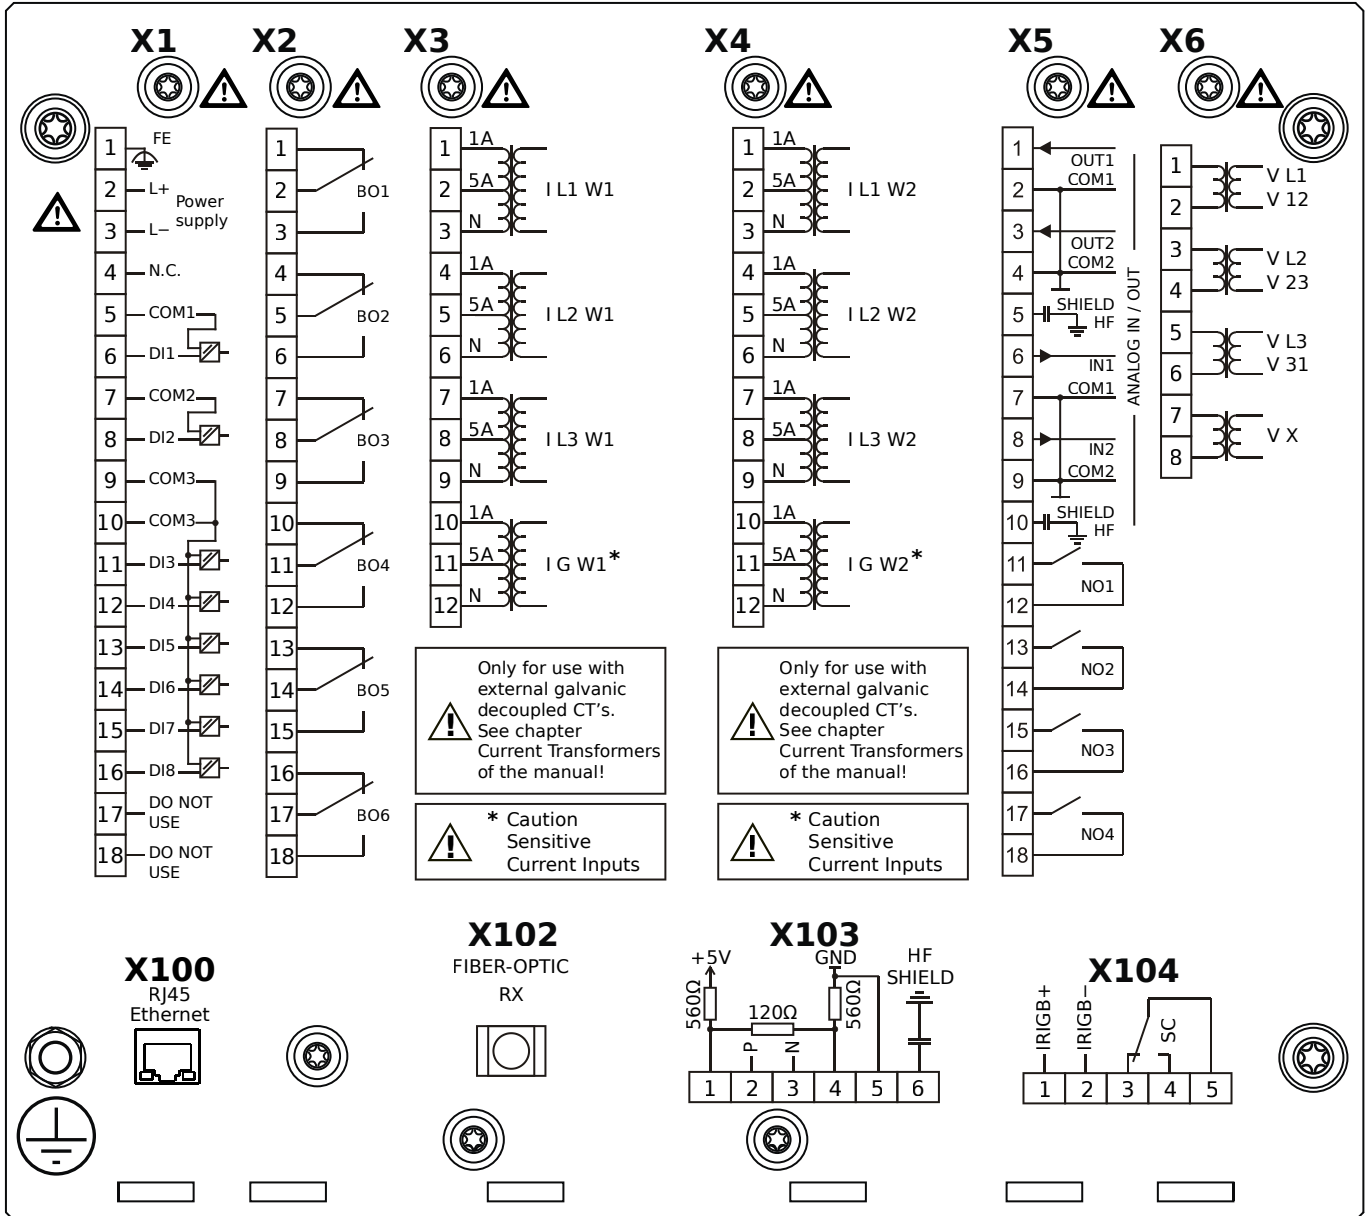 X1
X2
X3
X4
X5
X6
1
FE
2
L+
Power
supply
3
L−
4
N.C.
5
COM1
6
DI1
7
COM2
8
DI2
9
COM3
10
COM3
11
DI3
12
DI4
13
DI5
14
DI6
15
DI7
16
DI8
17
DO NOT
USE
18
DO NOT
USE
1
2
BO1
3
4
5
BO2
6
7
8
BO3
9
10
11
BO4
12
13
14
BO5
15
16
17
BO6
18
1
1A
2
5A
I L1 W1
3
N
4
1A
5
5A
I L2 W1
6
N
7
1A
8
5A
I L3 W1
9
N
10
1A
11
5A
I G W1*
12
N
Only for use with
external galvanic
decoupled CT's.
See chapter
Current Transformers
of the manual!
* Caution
Sensitive
Current Inputs
1
1A
2
5A
I L1 W2
3
N
4
1A
5
5A
I L2 W2
6
N
7
1A
8
5A
I L3 W2
9
N
10
1A
11
5A
I G W2*
12
N
Only for use with
external galvanic
decoupled CT's.
See chapter
Current Transformers
of the manual!
* Caution
Sensitive
Current Inputs
1
OUT1
2
COM1
3
OUT2
4
COM2
5
SHIELD
HF
6
IN1
7
COM1
8
IN2
9
COM2
10
SHIELD
HF
ANALOG IN / OUT
11
NO1
12
13
NO2
14
15
NO3
16
17
NO4
18
1
V L1
2
V 12
3
V L2
4
V 23
5
V L3
6
V 31
7
V X
8
X100
RJ45
Ethernet
X102
FIBER-OPTIC
RX
X103
+5V
GND
HF
SHIELD
560Ω
120Ω
560Ω
P
N
1
2
3
4
5
6
X104
IRIGB+
IRIGB−
SC
1
2
3
4
5